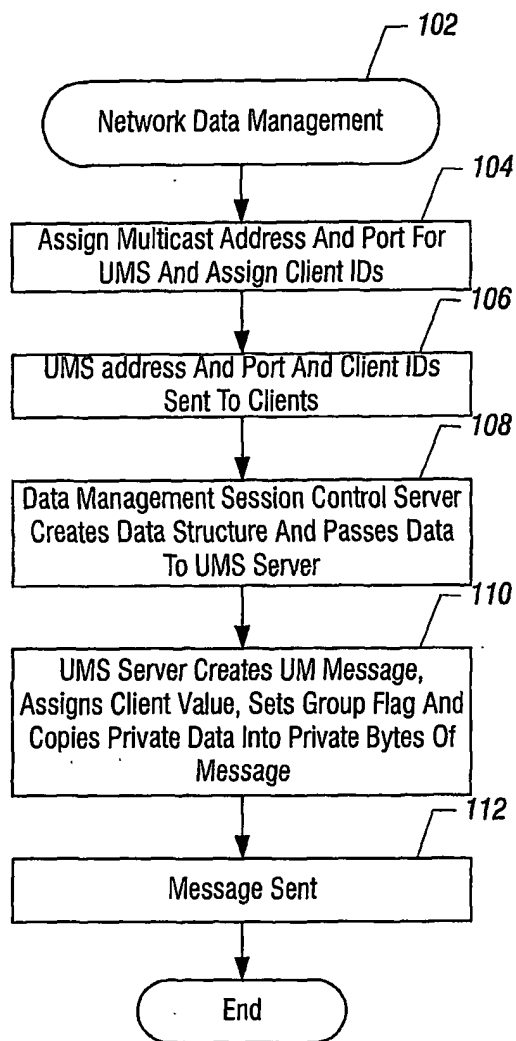 102
Network Data Management
104
Assign Multicast Address And Port For
UMS And Assign Client IDs
106
UMS address And Port And Client IDs
Sent To Clients
108
Data Management Session Control Server
Creates Data Structure And Passes Data
To UMS Server
110
UMS Server Creates UM Message,
Assigns Client Value, Sets Group Flag And
Copies Private Data Into Private Bytes Of
Message
112
Message Sent
End